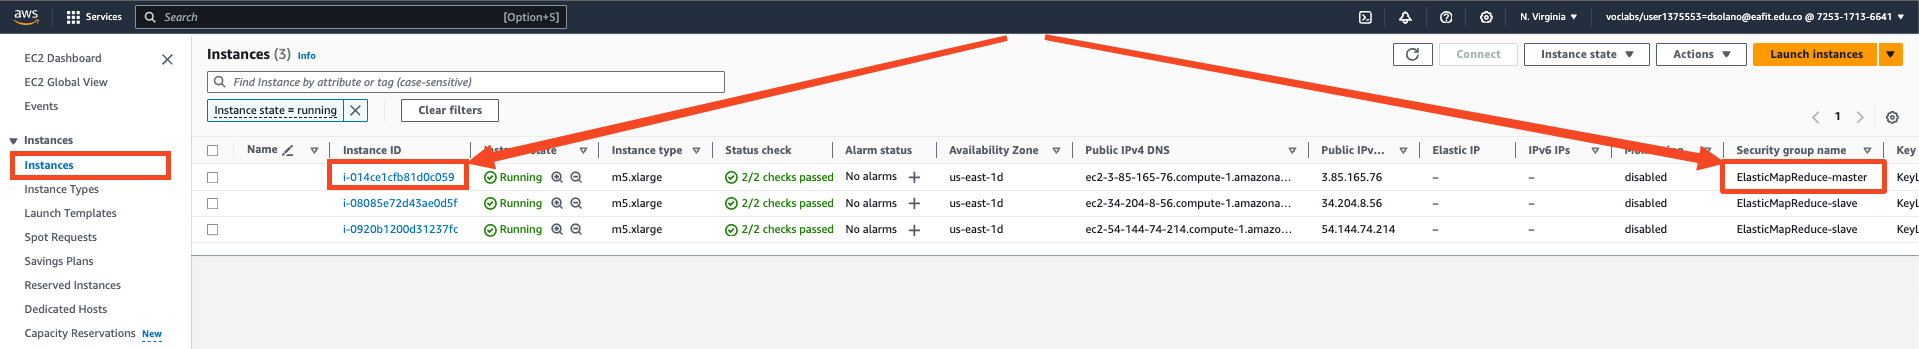 aws Services Search [Option+S] N. Virginia voclabs/user1375553=dsolano@eafit.edu.co @ 7253-1713-6641
EC2 Dashboard
EC2 Global View
Events
Instances
Instances
Instance Types
Launch Templates
Spot Requests
Savings Plans
Reserved Instances
Dedicated Hosts
Capacity Reservations New
Instances (3) Info Connect Instance state Actions Launch instances
Find Instance by attribute or tag (case-sensitive)
Instance state = running Clear filters
1
Name Instance ID Instance type Status check Alarm status Availability Zone Public IPv4 DNS Public IPv... Elastic IP IPv6 IPs Security group name Key
i-014ce1cfb81d0c059 Running m5.xlarge 2/2 checks passed No alarms + us-east-1d ec2-3-85-165-76.compute-1.amazona... 3.85.165.76 – – disabled ElasticMapReduce-master KeyL
i-08085e72d43ae0d5f Running m5.xlarge 2/2 checks passed No alarms + us-east-1d ec2-34-204-8-56.compute-1.amazona... 34.204.8.56 – – disabled ElasticMapReduce-slave KeyL
i-0920b1200d31237fc Running m5.xlarge 2/2 checks passed No alarms + us-east-1d ec2-54-144-74-214.compute-1.amazo... 54.144.74.214 – – disabled ElasticMapReduce-slave KeyL